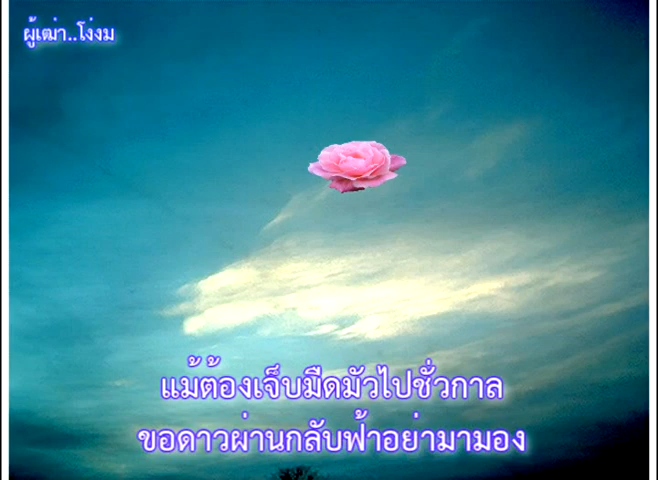 ผู้เฒ่า..โง่งม
แม้ต้องเจ็บมืดมัวไปชั่วกาล
ขอดาวผ่านกลับฟ้าอย่ามามอง